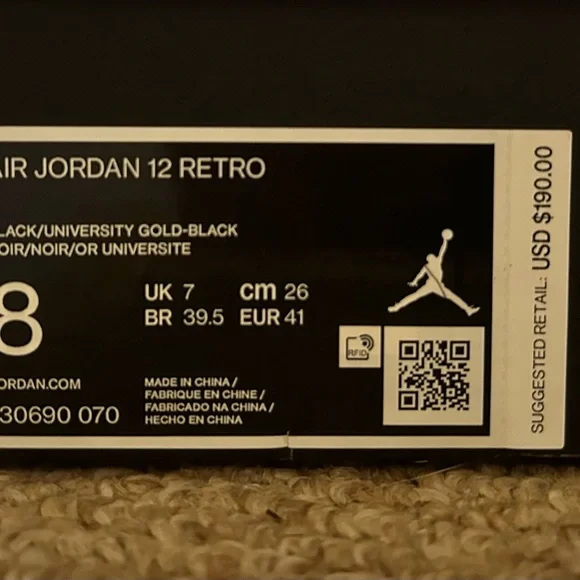 AIR JORDAN 12 RETRO
LACK/UNIVERSITY GOLD-BLACK
OIR/NOIR/OR UNIVERSITE
8
UK 7 cm 26
BR 39.5 EUR 41
RFID
ORDAN.COM
30690 070
MADE IN CHINA /
FABRIQUE EN CHINE /
FABRICADO NA CHINA /
HECHO EN CHINA
SUGGESTED RETAIL: USD $190.00